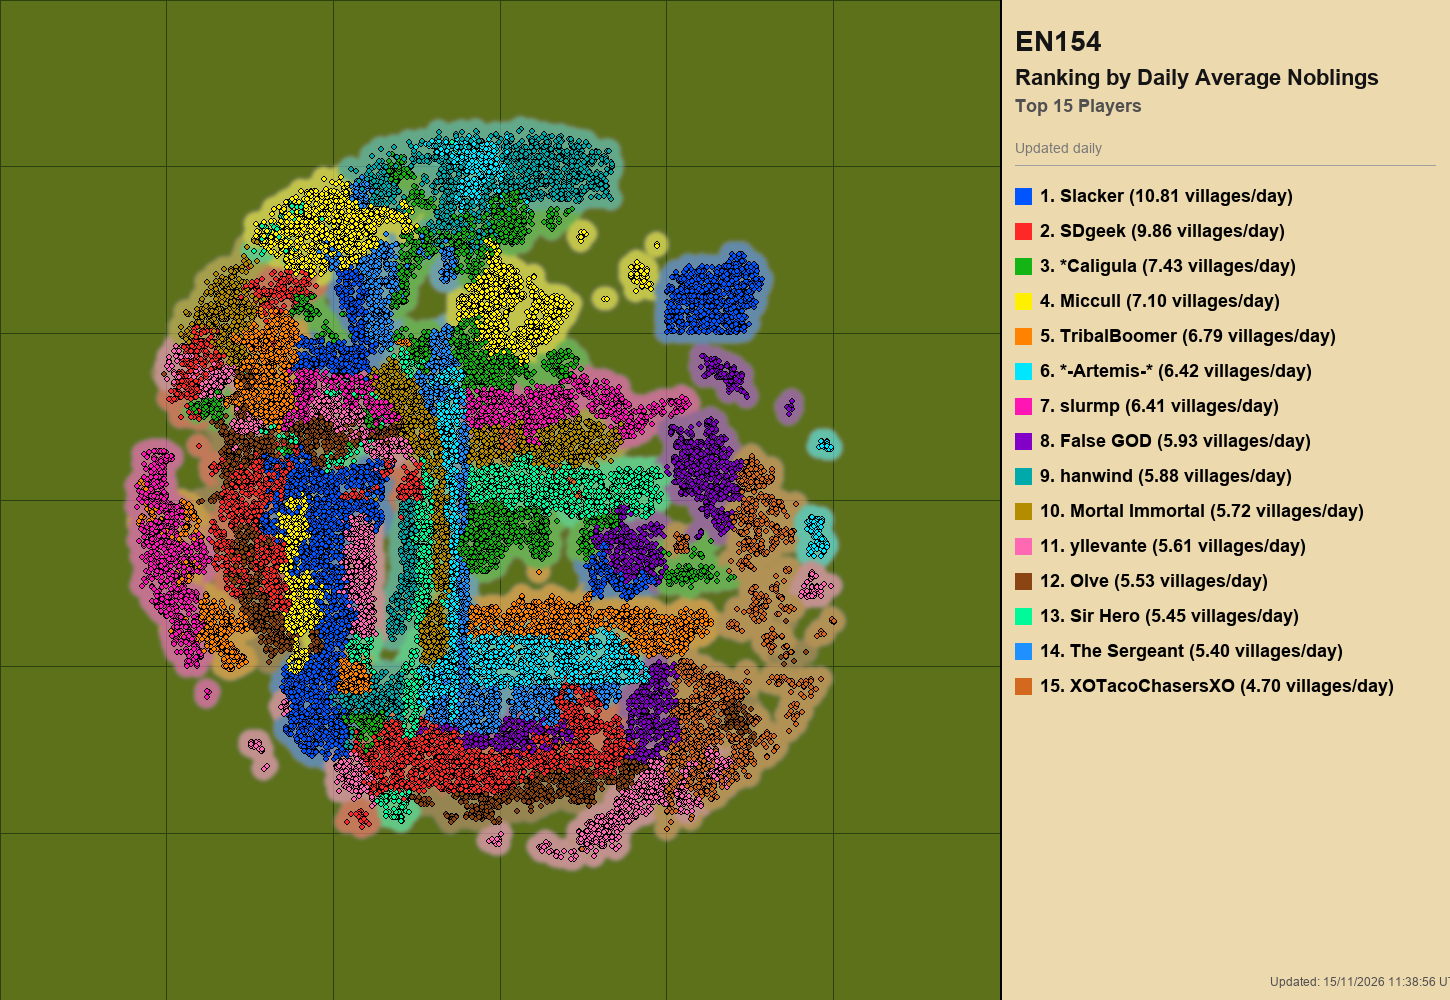 EN154
Ranking by Daily Average Noblings
Top 15 Players
Updated daily
1. Slacker (10.81 villages/day)
2. SDgeek (9.86 villages/day)
3. *Caligula (7.43 villages/day)
4. Miccull (7.10 villages/day)
5. TribalBoomer (6.79 villages/day)
6. *-Artemis-* (6.42 villages/day)
7. slurmp (6.41 villages/day)
8. False GOD (5.93 villages/day)
9. hanwind (5.88 villages/day)
10. Mortal Immortal (5.72 villages/day)
11. yllevante (5.61 villages/day)
12. Olve (5.53 villages/day)
13. Sir Hero (5.45 villages/day)
14. The Sergeant (5.40 villages/day)
15. XOTacoChasersXO (4.70 villages/day)
Updated: 15/11/2026 11:38:56